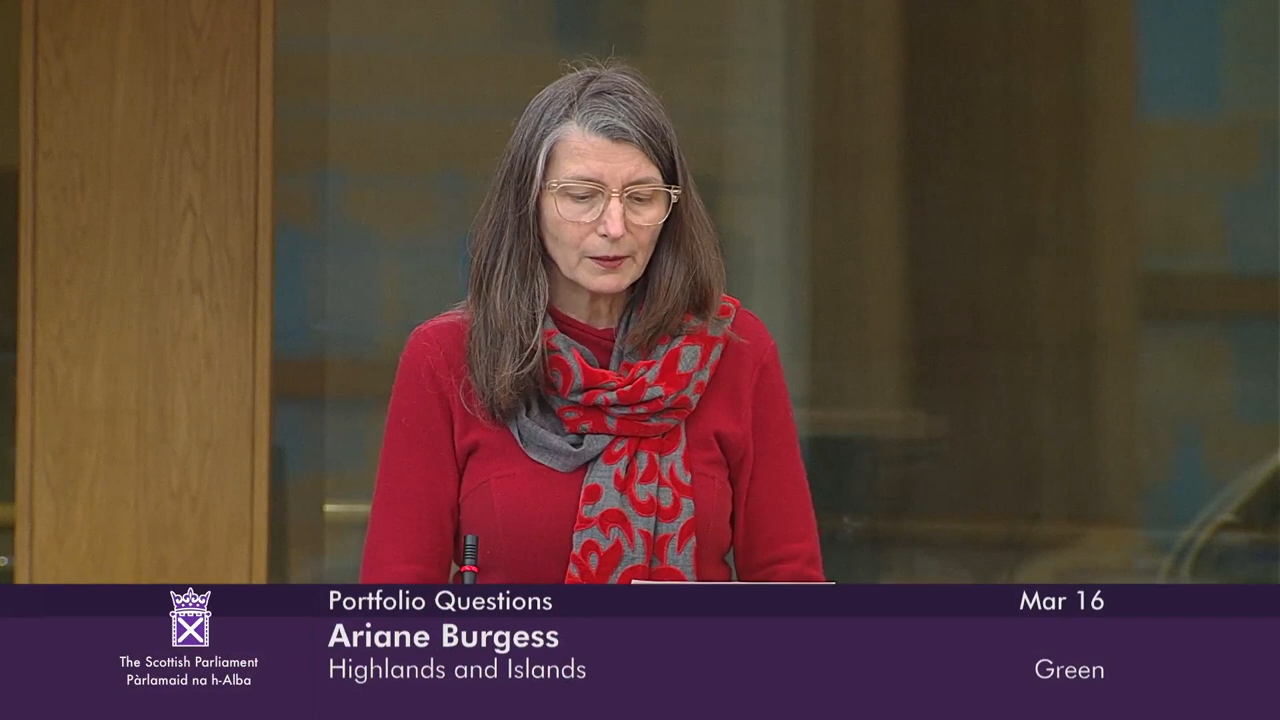 Portfolio Questions
Mar 16
Ariane Burgess
Highlands and Islands
Green
The Scottish Parliament
Pàrlamaid na h-Alba